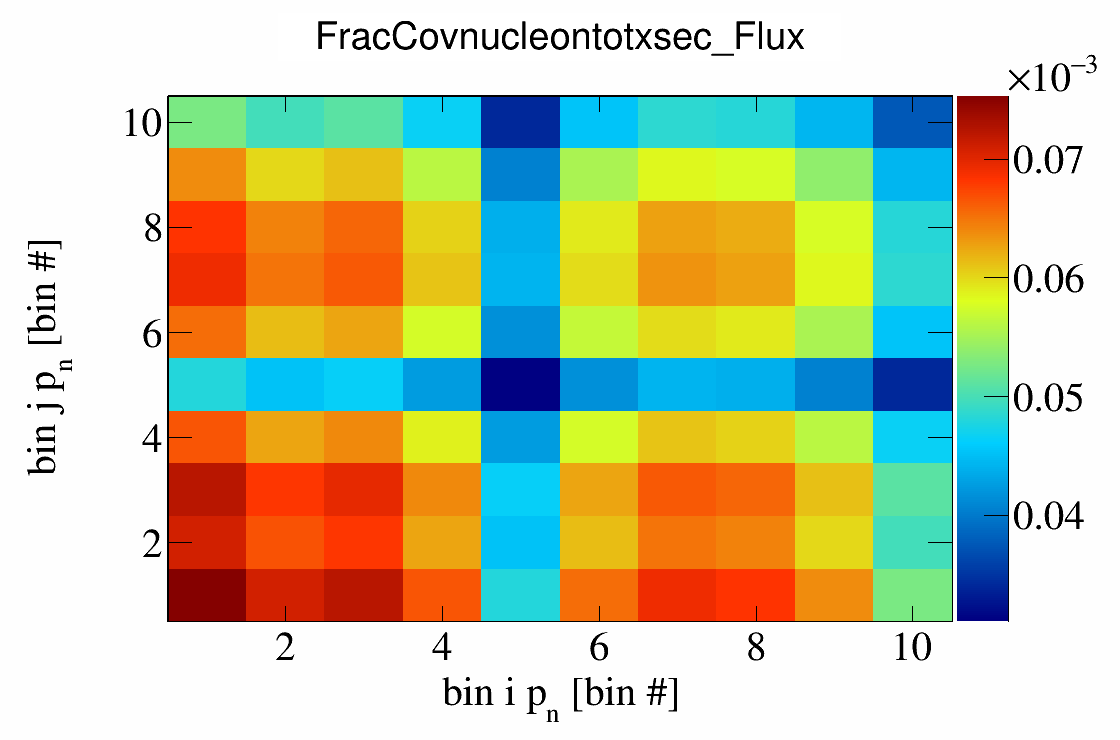 FracCovnucleontotxsec_Flux
×10−3
10
8
6
4
2
0.07
0.06
0.05
0.04
2 4 6 8 10
bin j pn [bin #]
bin i pn [bin #]